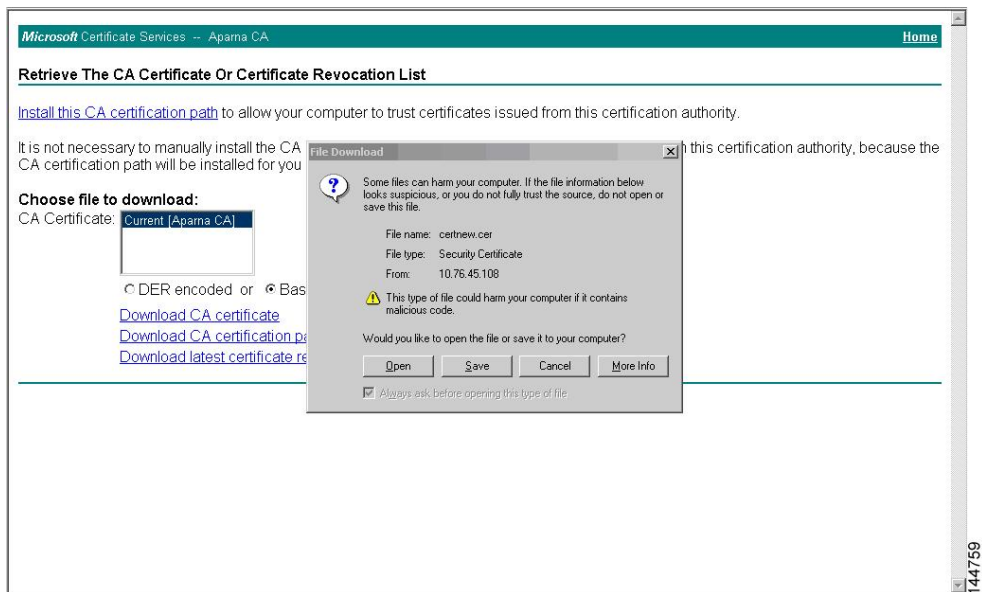 Microsoft Certificate Services -- Aparna CA Home
Retrieve The CA Certificate Or Certificate Revocation List
Install this CA certification path to allow your computer to trust certificates issued from this certification authority.
It is not necessary to manually install the CA
this certification authority, because the
CA certification path will be installed for you
Choose file to download:
CA Certificate: Current [Aparna CA]
DER encoded or Bas
Download CA certificate
Download CA certification pa
Download latest certificate re
File Download
Some files can harm your computer. If the file information below
looks suspicious, or you do not fully trust the source, do not open or
save this file.
File name: certnew.cer
File type: Security Certificate
From: 10.76.45.108
This type of file could harm your computer if it contains
malicious code.
Would you like to open the file or save it to your computer?
Open Save Cancel More Info
Always ask before opening this type of file
144759